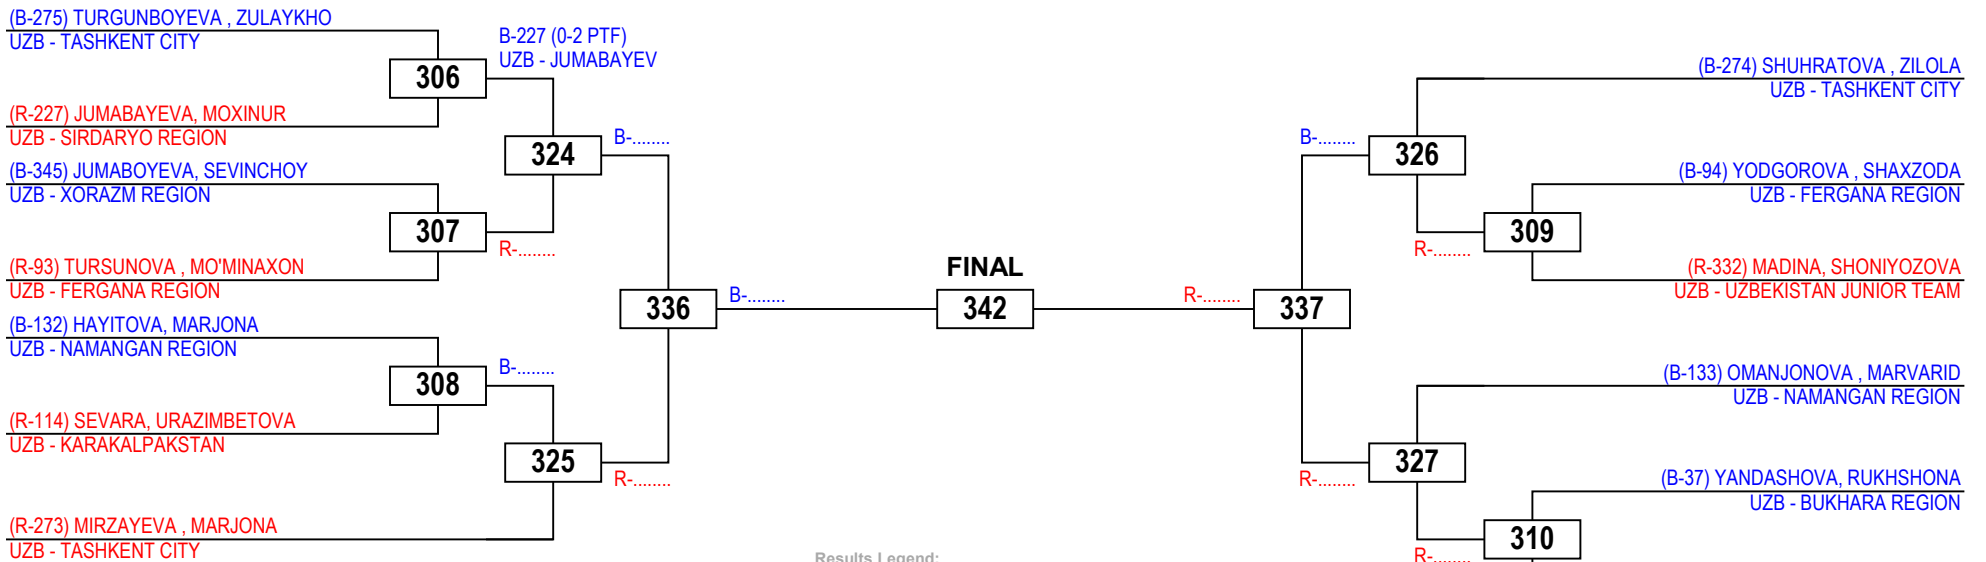 (B-275) TURGUNBOYEVA , ZULAYKHO
UZB - TASHKENT CITY
306
B-227 (0-2 PTF)
UZB - JUMABAYEV
(R-227) JUMABAYEVA, MOXINUR
UZB - SIRDARYO REGION
324
B-........
(B-345) JUMABOYEVA, SEVINCHOY
UZB - XORAZM REGION
307
R-........
(R-93) TURSUNOVA , MO'MINAXON
UZB - FERGANA REGION
336
B-........
(B-132) HAYITOVA, MARJONA
UZB - NAMANGAN REGION
308
B-........
(R-114) SEVARA, URAZIMBETOVA
UZB - KARAKALPAKSTAN
325
R-........
(R-273) MIRZAYEVA , MARJONA
UZB - TASHKENT CITY
FINAL
342
Results Legend:
(B-274) SHUHRATOVA , ZILOLA
UZB - TASHKENT CITY
B-........
326
(B-94) YODGOROVA , SHAXZODA
UZB - FERGANA REGION
R-........
309
(R-332) MADINA, SHONIYOZOVA
UZB - UZBEKISTAN JUNIOR TEAM
R-........
337
(B-133) OMANJONOVA , MARVARID
UZB - NAMANGAN REGION
R-........
327
(B-37) YANDASHOVA, RUKHSHONA
UZB - BUKHARA REGION
R-........
310